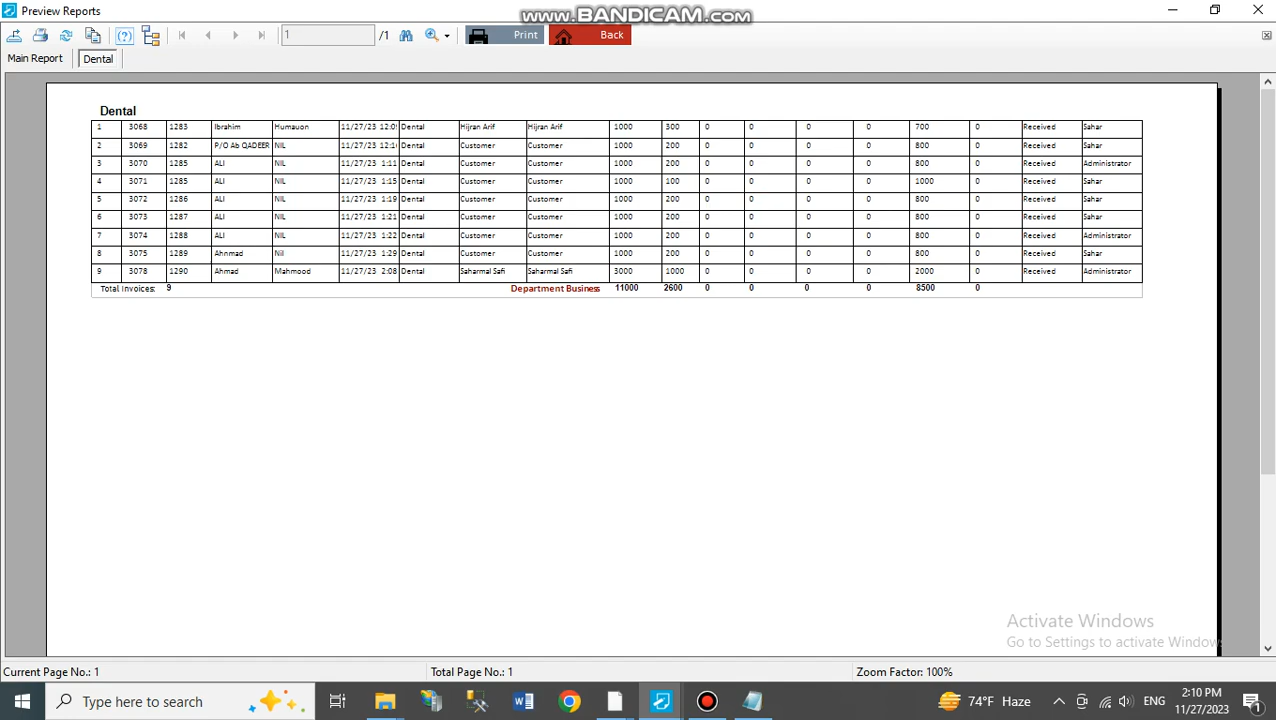 Preview Reports
www.BANDICAM.com
1 /1 Print Back
Main Report Dental
Dental
1 3068 1283 Ibrahim Humauon 11/27/23 12:0 Dental Hijran Arif Hijran Arif 1000 300 0 0 0 0 700 0 Received Sahar
2 3069 1282 P/O Ab QADEER NIL 11/27/23 12:1 Dental Customer Customer 1000 200 0 0 0 0 800 0 Received Sahar
3 3070 1285 ALI NIL 11/27/23 1:11 Dental Customer Customer 1000 200 0 0 0 0 800 0 Received Administrator
4 3071 1285 ALI NIL 11/27/23 1:15 Dental Customer Customer 1000 100 0 0 0 0 1000 0 Received Sahar
5 3072 1286 ALI NIL 11/27/23 1:19 Dental Customer Customer 1000 200 0 0 0 0 800 0 Received Sahar
6 3073 1287 ALI NIL 11/27/23 1:21 Dental Customer Customer 1000 200 0 0 0 0 800 0 Received Sahar
7 3074 1288 ALI NIL 11/27/23 1:22 Dental Customer Customer 1000 200 0 0 0 0 800 0 Received Administrator
8 3075 1289 Ahnmad Nil 11/27/23 1:29 Dental Customer Customer 1000 200 0 0 0 0 800 0 Received Sahar
9 3078 1290 Ahmad Mahmood 11/27/23 2:08 Dental Saharmal Safi Saharmal Safi 3000 1000 0 0 0 0 2000 0 Received Administrator
Total Invoices: 9 Department Business 11000 2600 0 0 0 0 8500 0
Activate Windows
Go to Settings to activate Windows
Current Page No.: 1 Total Page No.: 1 Zoom Factor: 100%
Type here to search 74°F Haze ENG 2:10 PM
11/27/2023 1